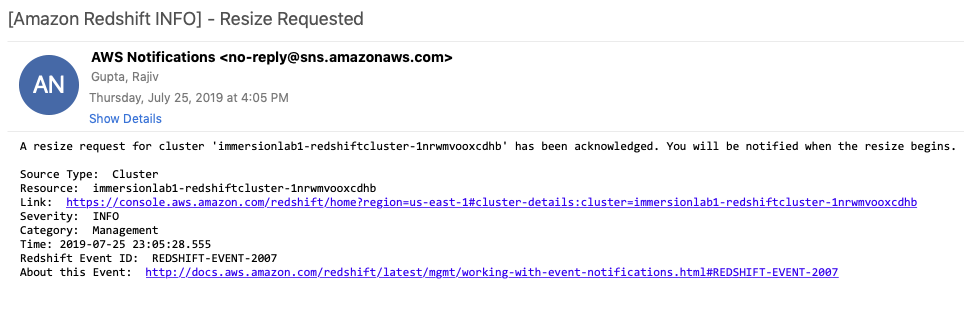 [Amazon Redshift INFO] - Resize Requested
AN
AWS Notifications <no-reply@sns.amazonaws.com>
Gupta, Rajiv
Thursday, July 25, 2019 at 4:05 PM
Show Details
A resize request for cluster 'immersionlab1-redshiftcluster-1nrwmvooxcdhb' has been acknowledged. You will be notified when the resize begins.
Source Type:  Cluster
Resource:  immersionlab1-redshiftcluster-1nrwmvooxcdhb
Link:  https://console.aws.amazon.com/redshift/home?region=us-east-1#cluster-details:cluster=immersionlab1-redshiftcluster-1nrwmvooxcdhb
Severity:  INFO
Category:  Management
Time: 2019-07-25 23:05:28.555
Redshift Event ID:  REDSHIFT-EVENT-2007
About this Event:  http://docs.aws.amazon.com/redshift/latest/mgmt/working-with-event-notifications.html#REDSHIFT-EVENT-2007